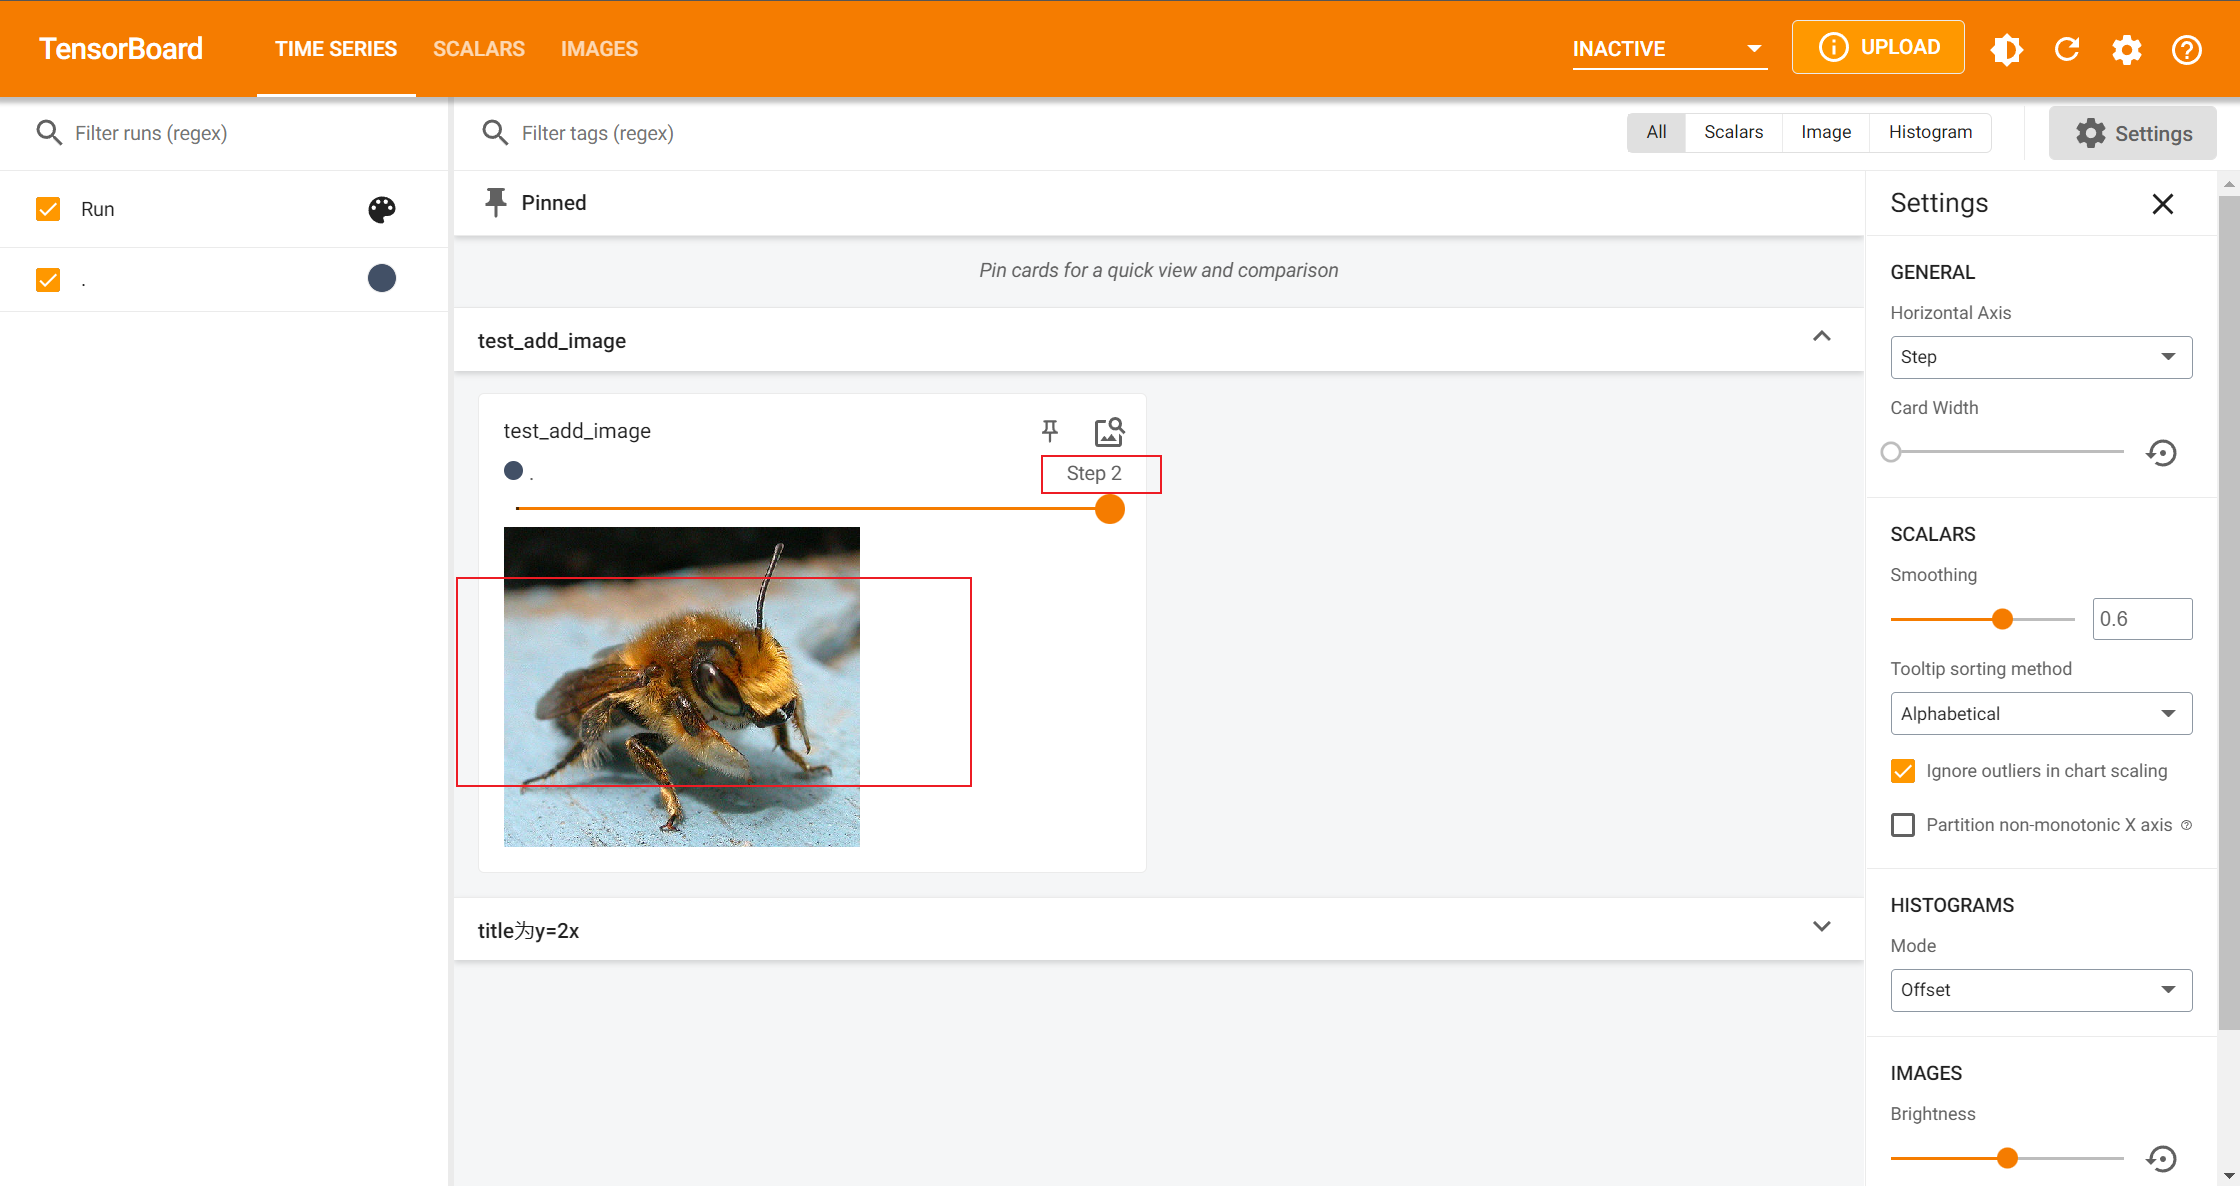 TensorBoard
TIME SERIES
SCALARS
IMAGES
INACTIVE
UPLOAD
Filter runs (regex)
Run
.
Filter tags (regex)
All
Scalars
Image
Histogram
Settings
Pinned
Pin cards for a quick view and comparison
test_add_image
test_add_image
.
Step 2
title为y=2x
Settings
GENERAL
Horizontal Axis
Step
Card Width
SCALARS
Smoothing
0.6
Tooltip sorting method
Alphabetical
Ignore outliers in chart scaling
Partition non-monotonic X axis
HISTOGRAMS
Mode
Offset
IMAGES
Brightness